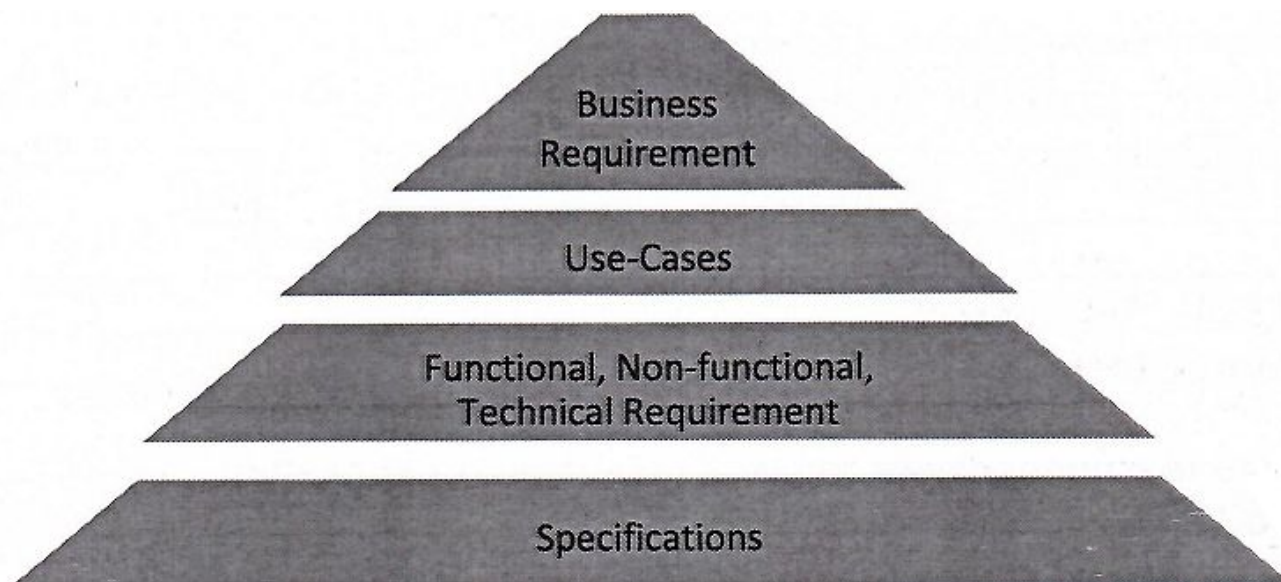 Business
Requirement
Use-Cases
Functional, Non-functional,
Technical Requirement
Specifications